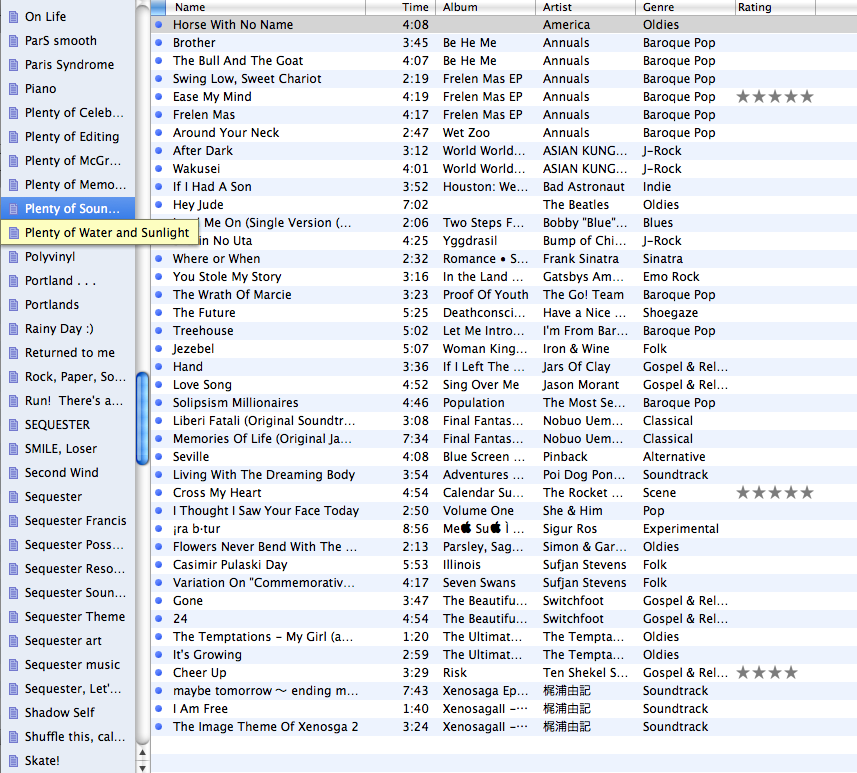 On Life
ParS smooth
Paris Syndrome
Piano
Plenty of Celeb...
Plenty of Editing
Plenty of McGr...
Plenty of Memo...
Plenty of Soun...
Plenty of Water and Sunlight
Polyvinyl
Portland . . .
Portlands
Rainy Day :)
Returned to me
Rock, Paper, So...
Run!  There's a...
SEQUESTER
SMILE, Loser
Second Wind
Sequester
Sequester Francis
Sequester Poss...
Sequester Reso...
Sequester Soun...
Sequester Theme
Sequester art
Sequester music
Sequester, Let'...
Shadow Self
Shuffle this, cal...
Skate!
Name Time Album Artist Genre Rating
Horse With No Name 4:08 America Oldies
Brother 3:45 Be He Me Annuals Baroque Pop
The Bull And The Goat 4:07 Be He Me Annuals Baroque Pop
Swing Low, Sweet Chariot 2:19 Frelen Mas EP Annuals Baroque Pop
Ease My Mind 4:19 Frelen Mas EP Annuals Baroque Pop ★★★★★
Frelen Mas 4:17 Frelen Mas EP Annuals Baroque Pop
Around Your Neck 2:47 Wet Zoo Annuals Baroque Pop
After Dark 3:12 World World... ASIAN KUNG... J-Rock
Wakusei 4:01 World World... ASIAN KUNG... J-Rock
If I Had A Son 3:52 Houston: We... Bad Astronaut Indie
Hey Jude 7:02 The Beatles Oldies
Me On (Single Version (... 2:06 Two Steps F... Bobby "Blue"... Blues
in No Uta 4:25 Yggdrasil Bump of Chi... J-Rock
Where or When 2:32 Romance • S... Frank Sinatra Sinatra
You Stole My Story 3:16 In the Land ... Gatsbys Am... Emo Rock
The Wrath Of Marcie 3:23 Proof Of Youth The Go! Team Baroque Pop
The Future 5:25 Deathconsci... Have a Nice ... Shoegaze
Treehouse 5:02 Let Me Intro... I'm From Bar... Baroque Pop
Jezebel 5:07 Woman King... Iron & Wine Folk
Hand 3:36 If I Left The ... Jars Of Clay Gospel & Rel...
Love Song 4:52 Sing Over Me Jason Morant Gospel & Rel...
Solipsism Millionaires 4:46 Population The Most Se... Baroque Pop
Liberi Fatali (Original Soundtr... 3:08 Final Fantas... Nobuo Uem... Classical
Memories Of Life (Original Ja... 7:34 Final Fantas... Nobuo Uem... Classical
Seville 4:08 Blue Screen ... Pinback Alternative
Living With The Dreaming Body 3:54 Adventures ... Poi Dog Pon... Soundtrack
Cross My Heart 4:54 Calendar Su... The Rocket ... Scene ★★★★★
I Thought I Saw Your Face Today 2:50 Volume One She & Him Pop
¡ra b·tur 8:56 Me Su Ì ... Sigur Ros Experimental
Flowers Never Bend With The ... 2:13 Parsley, Sag... Simon & Gar... Oldies
Casimir Pulaski Day 5:53 Illinois Sufjan Stevens Folk
Variation On "Commemorativ... 4:17 Seven Swans Sufjan Stevens Folk
Gone 3:47 The Beautifu... Switchfoot Gospel & Rel...
24 4:54 The Beautifu... Switchfoot Gospel & Rel...
The Temptations - My Girl (a... 1:20 The Ultimat... The Tempta... Oldies
It's Growing 2:59 The Ultimat... The Tempta... Oldies
Cheer Up 3:29 Risk Ten Shekel S... Gospel & Rel... ★★★★
maybe tomorrow ～ ending m... 7:43 Xenosaga Ep... 梶浦由記 Soundtrack
I Am Free 1:40 XenosagaII -… 梶浦由記 Soundtrack
The Image Theme Of Xenosga 2 3:24 XenosagaII -… 梶浦由記 Soundtrack